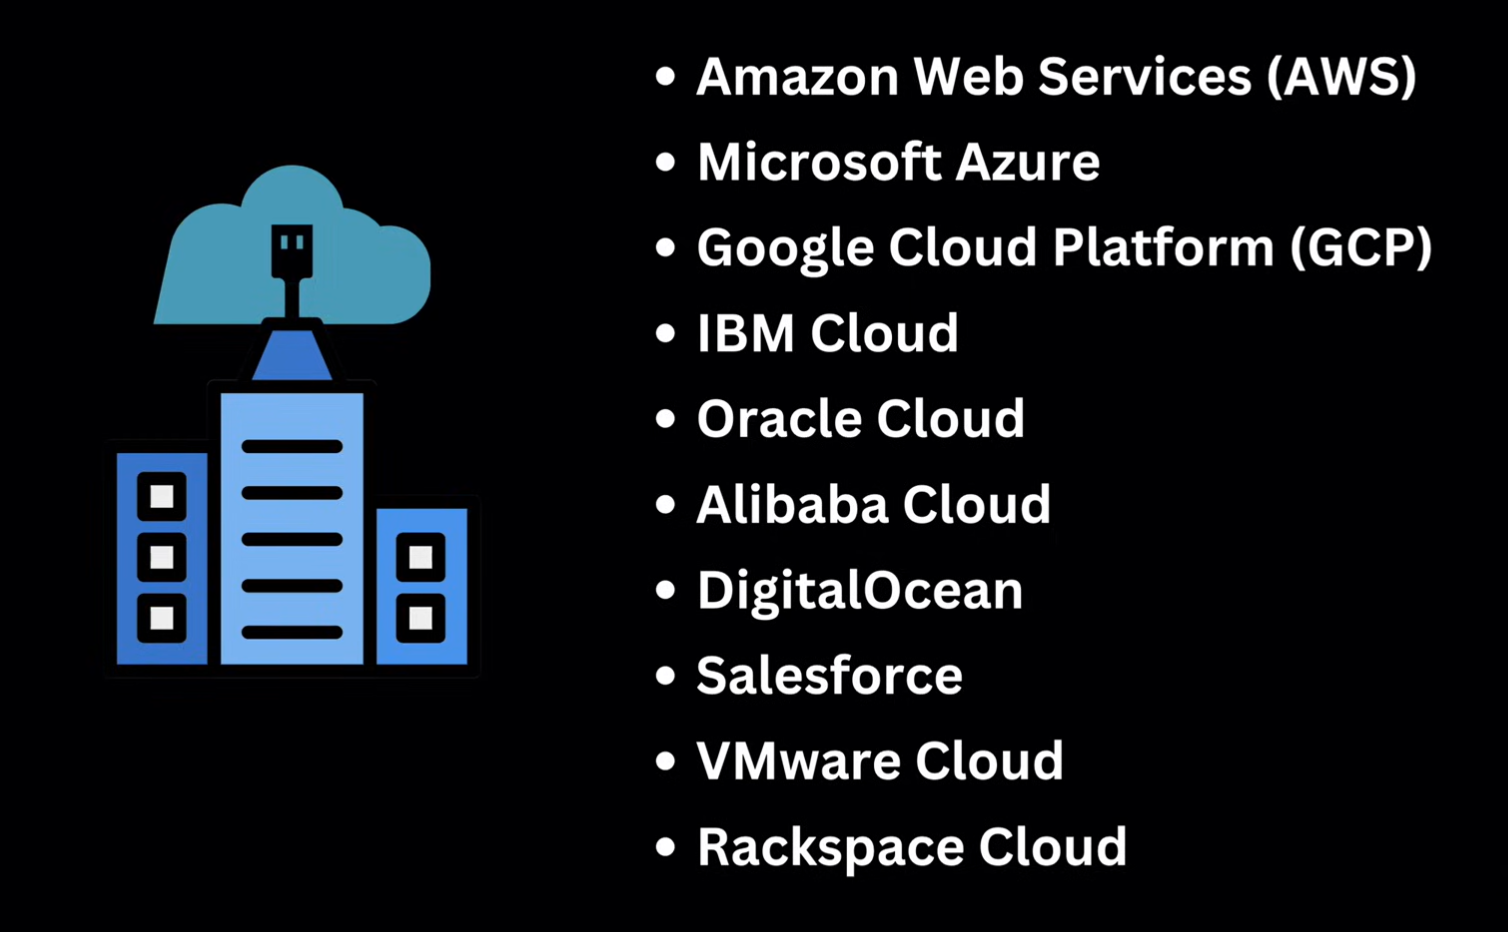 • Amazon Web Services (AWS)
• Microsoft Azure
• Google Cloud Platform (GCP)
• IBM Cloud
• Oracle Cloud
• Alibaba Cloud
• DigitalOcean
• Salesforce
• VMware Cloud
• Rackspace Cloud